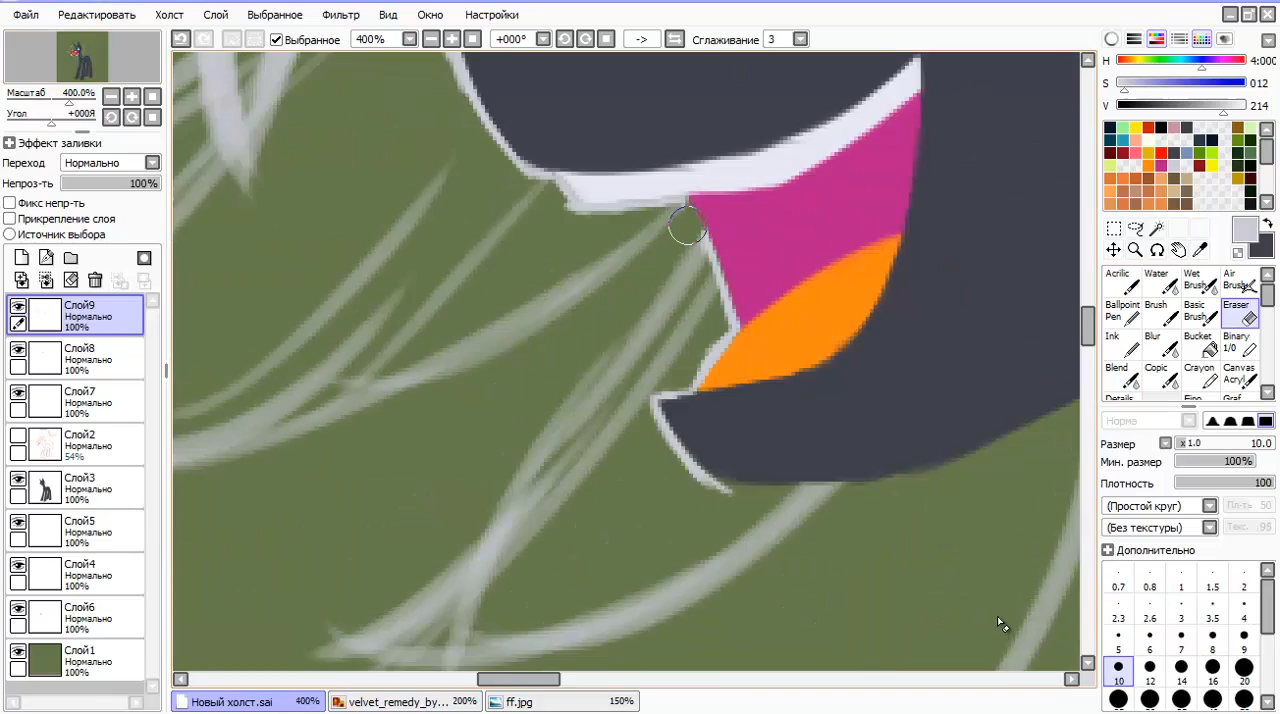 Файл Редактировать Холст Слой Выбранное Фильтр Вид Окно Настройки
Выбранное 400% +000° -> Сглаживание 3
Масштаб 400.0%
Угол +000Я
Эффект заливки
Переход Нормально
Непроз-ть 100%
Фикс непр-ть
Прикрепление слоя
Источник выбора
Слой9
Нормально
100%
Слой8
Нормально
100%
Слой7
Нормально
100%
Слой2
Нормально
54%
Слой3
Нормально
100%
Слой5
Нормально
100%
Слой4
Нормально
100%
Слой6
Нормально
100%
Слой1
Нормально
100%
H 4:000
S 012
V 214
Acrilic Water Wet Brush Air Brush
Ballpoint Pen Brush Basic Brush Eraser
Ink Blur Bucket Binary 1/0
Blend Copic Crayon Canvas Acryl
Норма
Размер x 1.0 10.0
Мин. размер 100%
Плотность 100
(Простой круг) Пл-ть 50
(Без текстуры) Текс. 95
Дополнительно
0.7 0.8 1 1.5 2
2.3 2.6 3 3.5 4
5 6 7 8 9
10 12 14 16 20
Новый холст.sai 400% velvet_remedy_by... 200% ff.jpg 150%